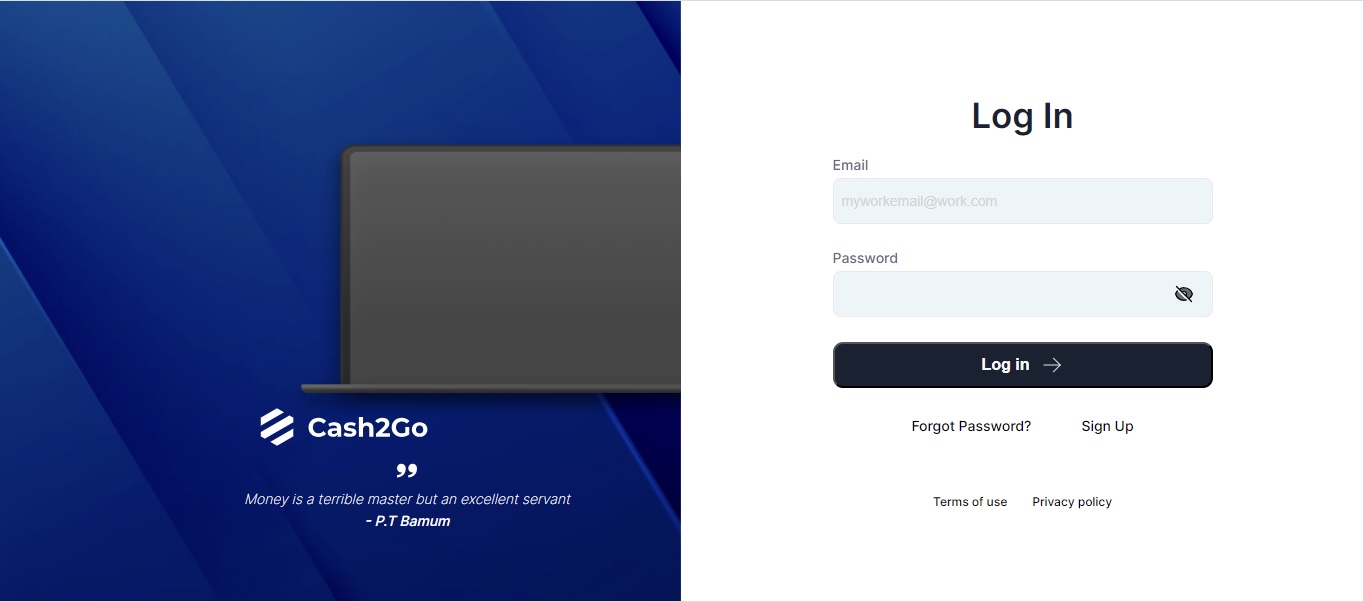 Cash2Go
”
Money is a terrible master but an excellent servant
- P.T Bamum
Log In
Email
myworkemail@work.com
Password
Log in →
Forgot Password? Sign Up
Terms of use Privacy policy